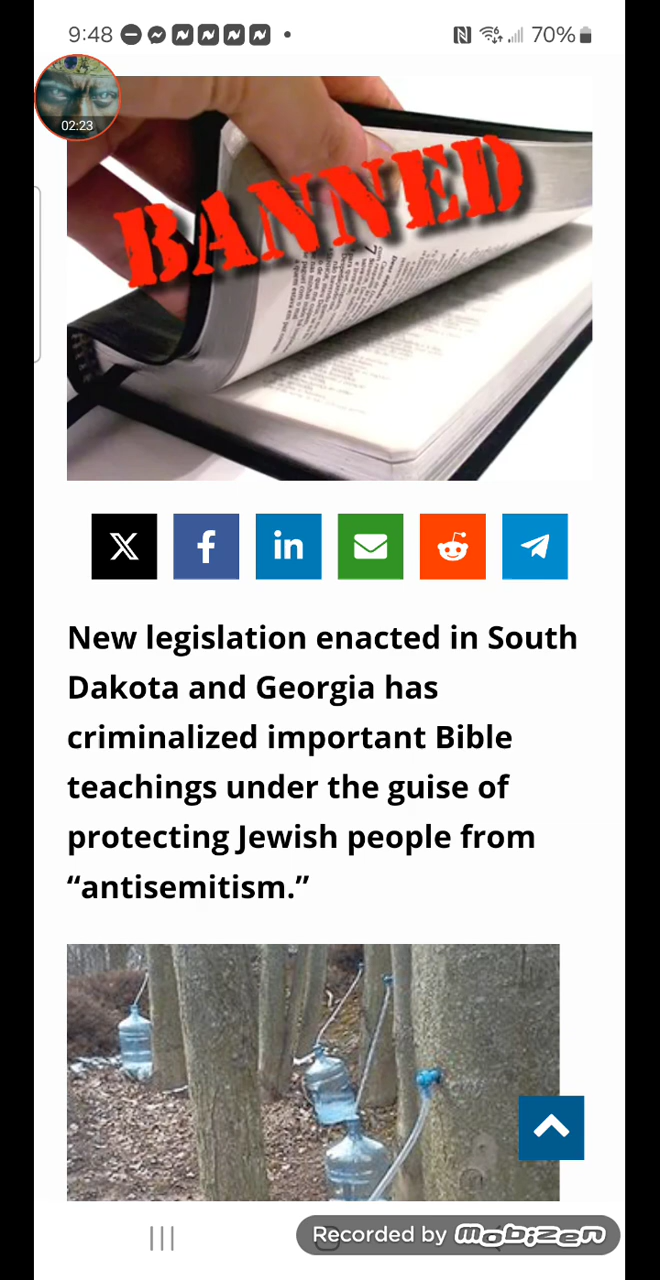 9:48
70%
02:23
BANNED
New legislation enacted in South
Dakota and Georgia has
criminalized important Bible
teachings under the guise of
protecting Jewish people from
“antisemitism.”
Recorded by mobizen